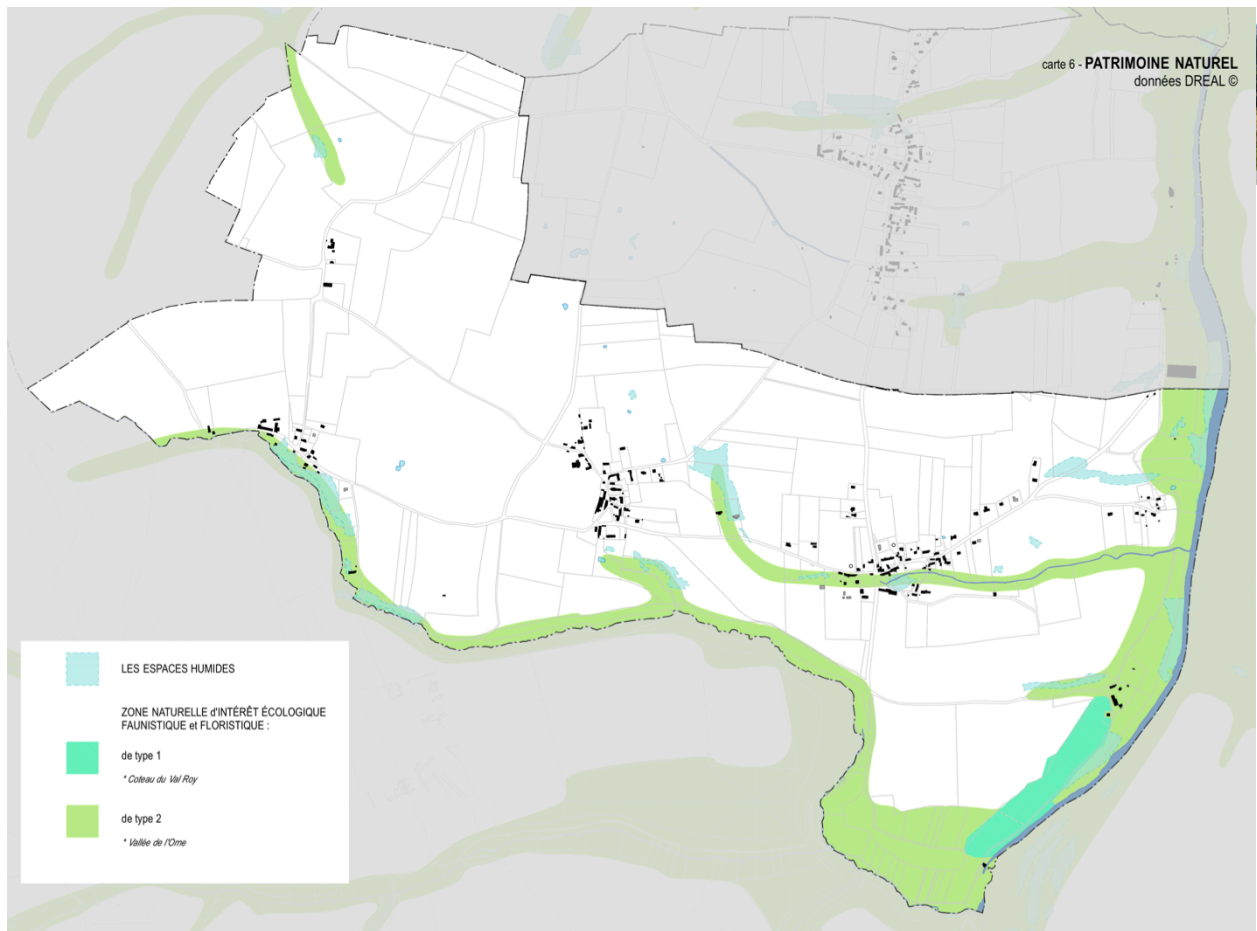 carte 6 - PATRIMOINE NATUREL
données DREAL ©
LES ESPACES HUMIDES
ZONE NATURELLE d'INTÉRÊT ÉCOLOGIQUE
FAUNISTIQUE et FLORISTIQUE :
de type 1
* Coteau du Val Roy
de type 2
* Vallée de l'Orne